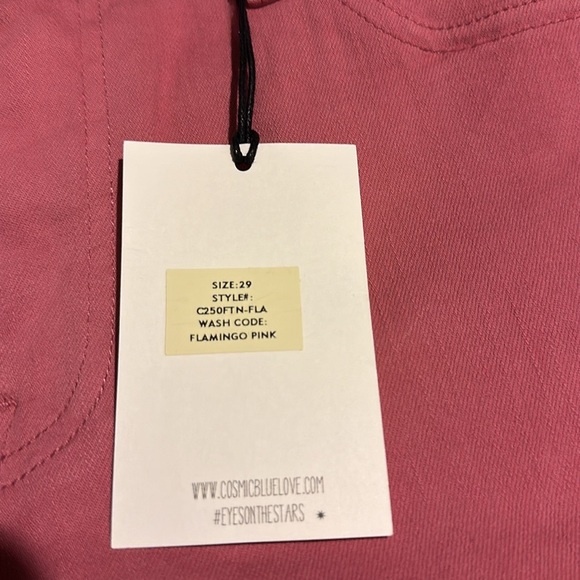 SIZE:29
STYLE#:
C250FTN-FLA
WASH CODE:
FLAMINGO PINK
WWW.COSMICBLUELOVE.COM
#EYESONTHESTARS